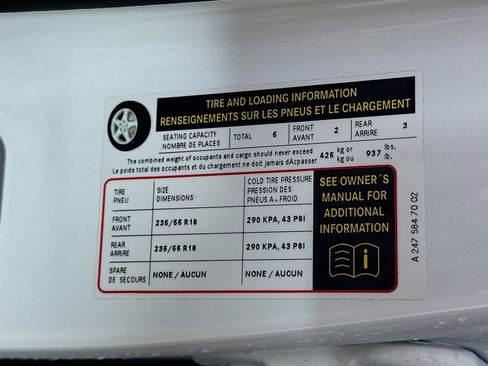 TIRE AND LOADING INFORMATION
RENSEIGNEMENTS SUR LES PNEUS ET LE CHARGEMENT
SEATING CAPACITY
NOMBRE DE PLACES
TOTAL 5
FRONT
AVANT 2
REAR
ARRIERE 3
The combined weight of occupants and cargo should never exceed 425 kg or 937 lbs.
Le poids total des occupants et du chargement ne doit jamais dAcpasser kg ou lb.
TIRE
PNEU
SIZE
DIMENSIONS
COLD TIRE PRESSURE
PRESSION DES
PNEUS A¬ FROID
FRONT
AVANT
235/55 R18
290 KPA, 43 PSI
REAR
ARRIERE
235/55 R18
290 KPA, 43 PSI
SPARE
DE SECOURS
NONE / AUCUN
NONE / AUCUN
SEE OWNER´S
MANUAL FOR
ADDITIONAL
INFORMATION
A 247 584 70 02